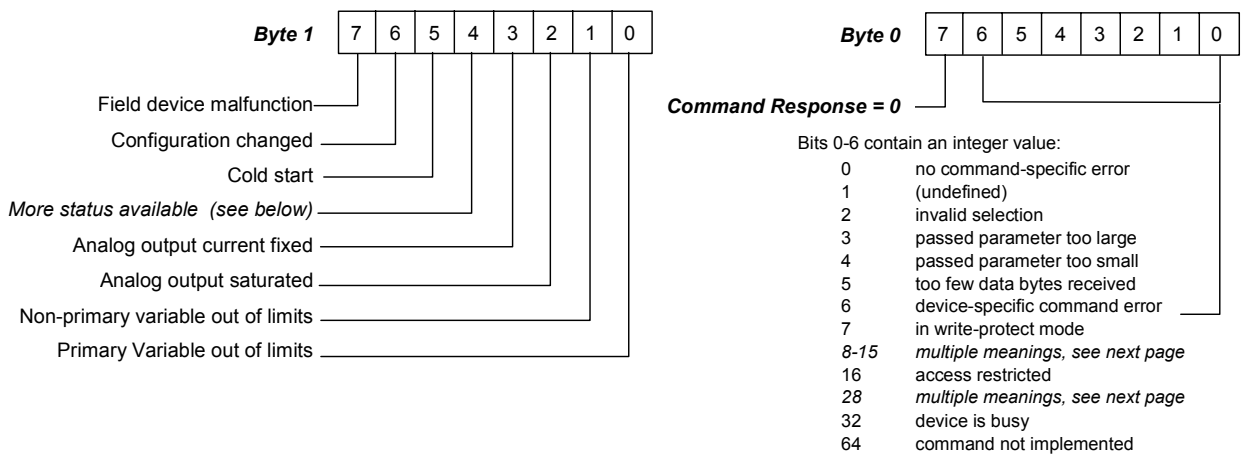 Byte 1 7 6 5 4 3 2 1 0
Field device malfunction
Configuration changed
Cold start
More status available (see below)
Analog output current fixed
Analog output saturated
Non-primary variable out of limits
Primary Variable out of limits
Byte 0 7 6 5 4 3 2 1 0
Command Response = 0
Bits 0-6 contain an integer value:
0 no command-specific error
1 (undefined)
2 invalid selection
3 passed parameter too large
4 passed parameter too small
5 too few data bytes received
6 device-specific command error
7 in write-protect mode
8-15 multiple meanings, see next page
16 access restricted
28 multiple meanings, see next page
32 device is busy
64 command not implemented